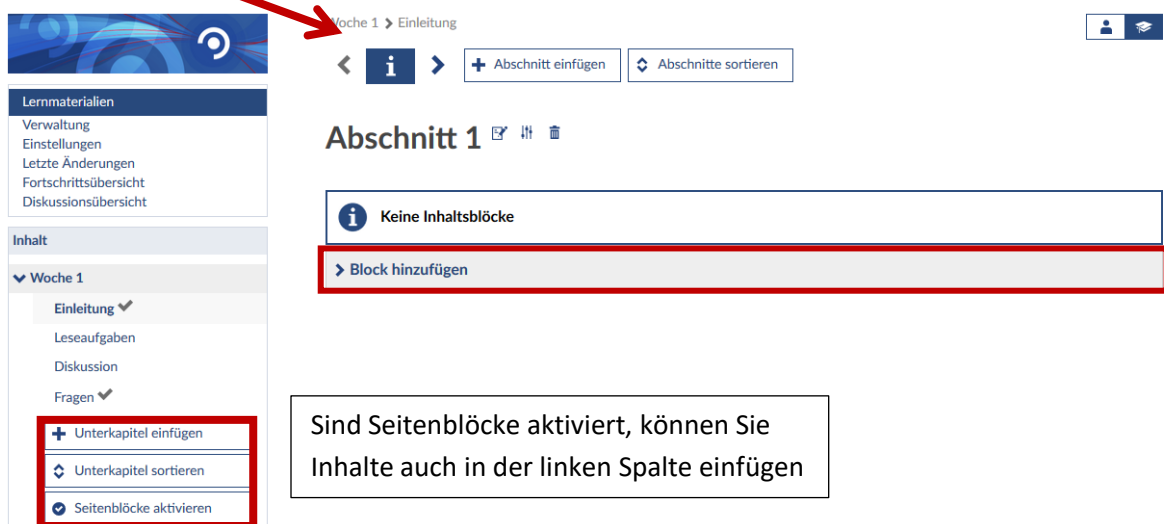 Woche 1 > Einleitung
i
Abschnitt einfügen
Abschnitte sortieren
Lernmaterialien
Verwaltung
Einstellungen
Letzte Änderungen
Fortschrittsübersicht
Diskussionsübersicht
Abschnitt 1
Keine Inhaltsblöcke
Block hinzufügen
Inhalt
Woche 1
Einleitung
Leseaufgaben
Diskussion
Fragen
Unterkapitel einfügen
Unterkapitel sortieren
Seitenblöcke aktivieren
Sind Seitenblöcke aktiviert, können Sie
Inhalte auch in der linken Spalte einfügen